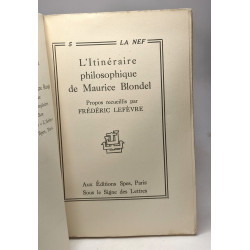 5 LA NEF
L'Itinéraire
philosophique
de Maurice Blondel
Propos recueillis par
FRÉDÉRIC LEFÈVRE
Aux Éditions Spes, Paris
Sous le Signe des Lettres